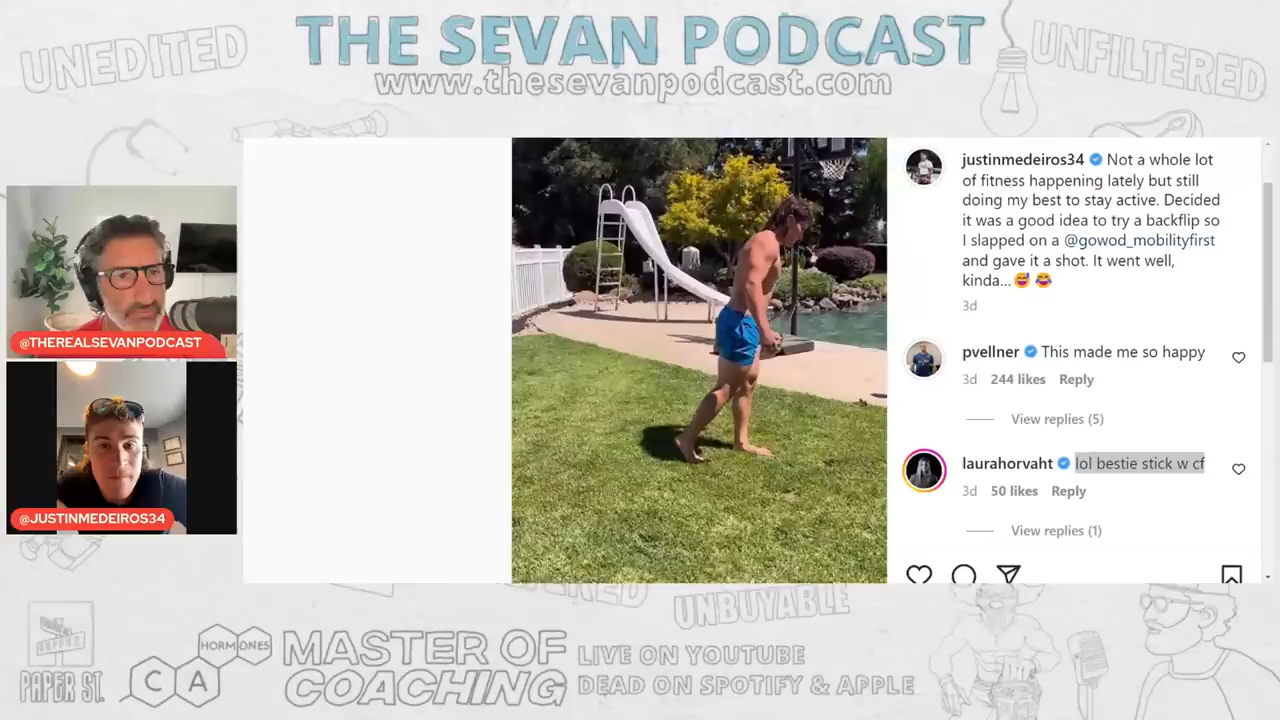 UNEDITED
THE SEVAN PODCAST
www.thesevanpodcast.com
UNFILTERED
@THEREALSEVANPODCAST
@JUSTINMEDEIROS34
justinmedeiros34 Not a whole lot
of fitness happening lately but still
doing my best to stay active. Decided
it was a good idea to try a backflip so
I slapped on a @gowod_mobilityfirst
and gave it a shot. It went well,
kinda...😅 😂
3d
pvellner This made me so happy
3d 244 likes Reply
View replies (5)
laurahorvaht lol bestie stick w cf
3d 50 likes Reply
View replies (1)
UNBUYABLE
PAPER ST.
HORMONES
CA
MASTER OF
COACHING
LIVE ON YOUTUBE
DEAD ON SPOTIFY & APPLE